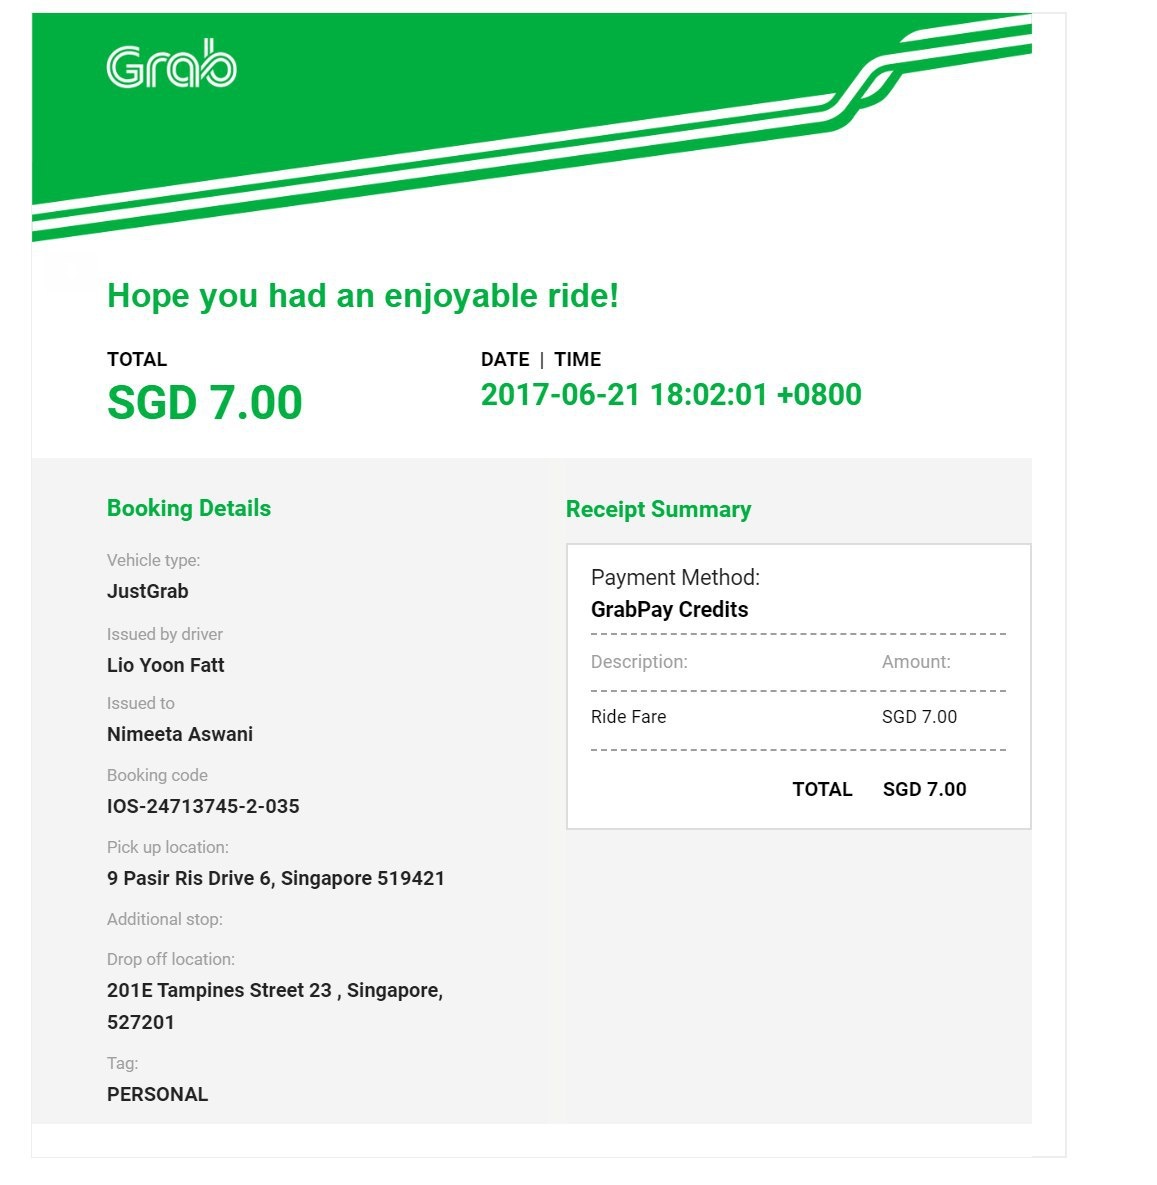 Grab
Hope you had an enjoyable ride!
TOTAL
SGD 7.00
DATE | TIME
2017-06-21 18:02:01 +0800
Booking Details
Vehicle type:
JustGrab
Issued by driver
Lio Yoon Fatt
Issued to
Nimeeta Aswani
Booking code
IOS-24713745-2-035
Pick up location:
9 Pasir Ris Drive 6, Singapore 519421
Additional stop:
Drop off location:
201E Tampines Street 23 , Singapore,
527201
Tag:
PERSONAL
Receipt Summary
Payment Method:
GrabPay Credits
Description: Amount:
Ride Fare SGD 7.00
TOTAL SGD 7.00